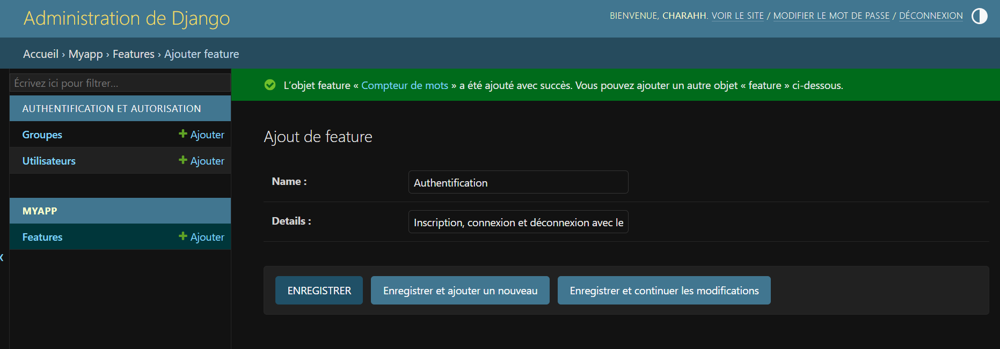 Administration de Django
BIENVENUE, CHARAHH. VOIR LE SITE / MODIFIER LE MOT DE PASSE / DÉCONNEXION
Accueil › Myapp › Features › Ajouter feature
Écrivez ici pour filtrer…
AUTHENTIFICATION ET AUTORISATION
Groupes
Ajouter
Utilisateurs
Ajouter
MYAPP
Features
Ajouter
L’objet feature « Compteur de mots » a été ajouté avec succès. Vous pouvez ajouter un autre objet « feature » ci-dessous.
Ajout de feature
Name :
Authentification
Details :
Inscription, connexion et déconnexion avec le
ENREGISTRER
Enregistrer et ajouter un nouveau
Enregistrer et continuer les modifications